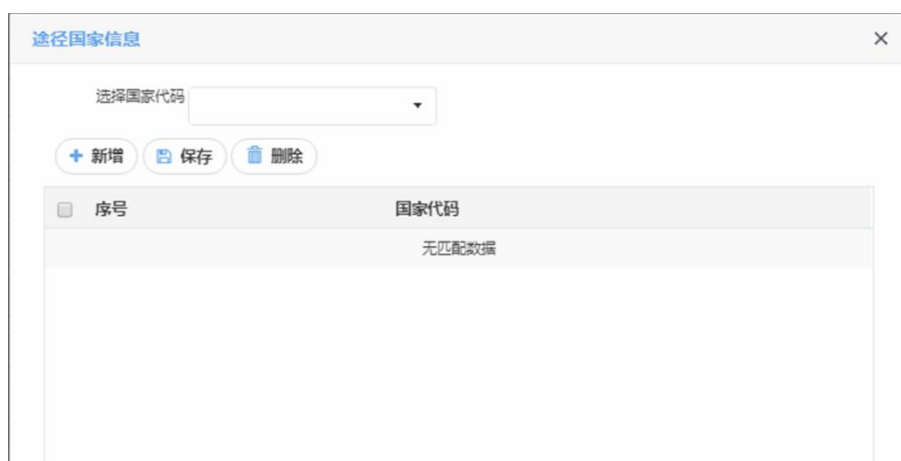 途径国家信息
选择国家代码
新增 保存 删除
序号 国家代码
无匹配数据